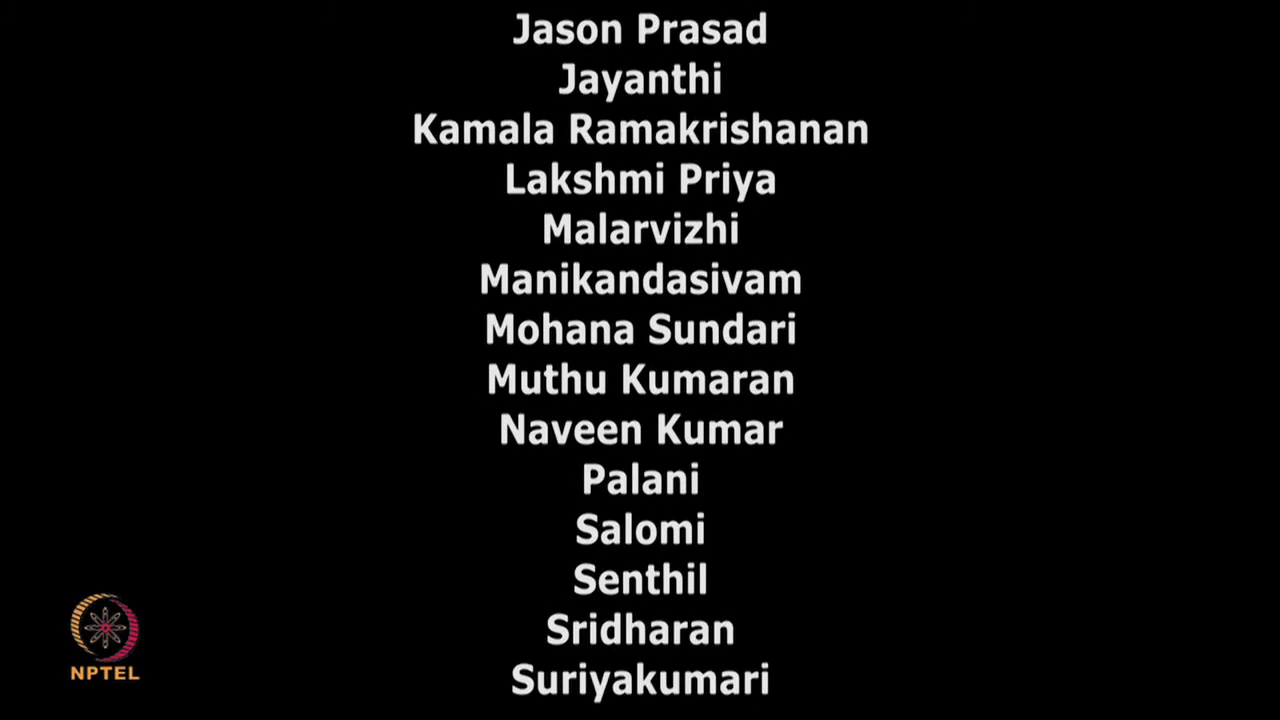 Jason Prasad
Jayanthi
Kamala Ramakrishanan
Lakshmi Priya
Malarvizhi
Manikandasivam
Mohana Sundari
Muthu Kumaran
Naveen Kumar
Palani
Salomi
Senthil
Sridharan
Suriyakumari
NPTEL